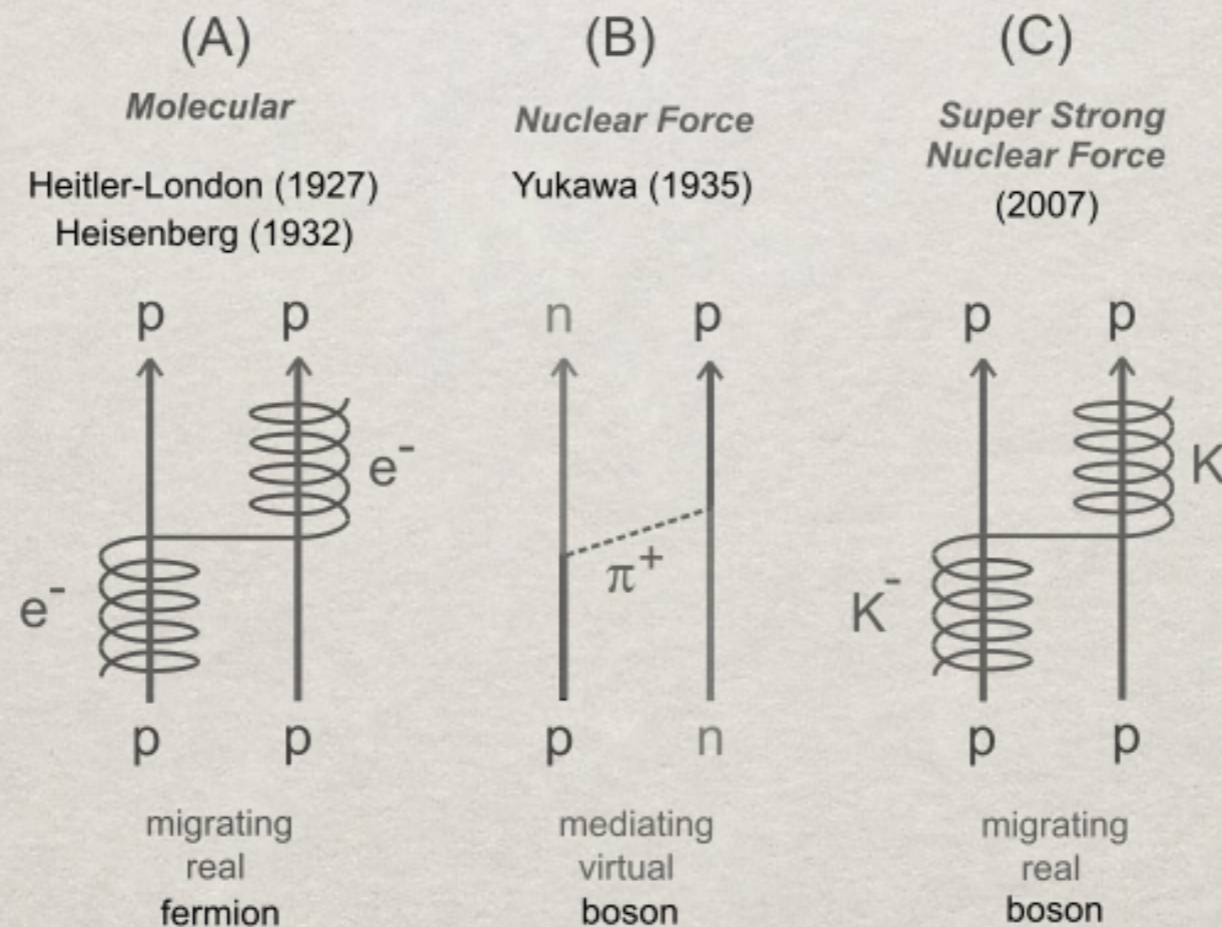 (A)
Molecular
Heitler-London (1927)
Heisenberg (1932)
p p
e-
e-
p p
migrating
real
fermion
(B)
Nuclear Force
Yukawa (1935)
n p
π+
p n
mediating
virtual
boson
(C)
Super Strong
Nuclear Force
(2007)
p p
K
K-
p p
migrating
real
boson